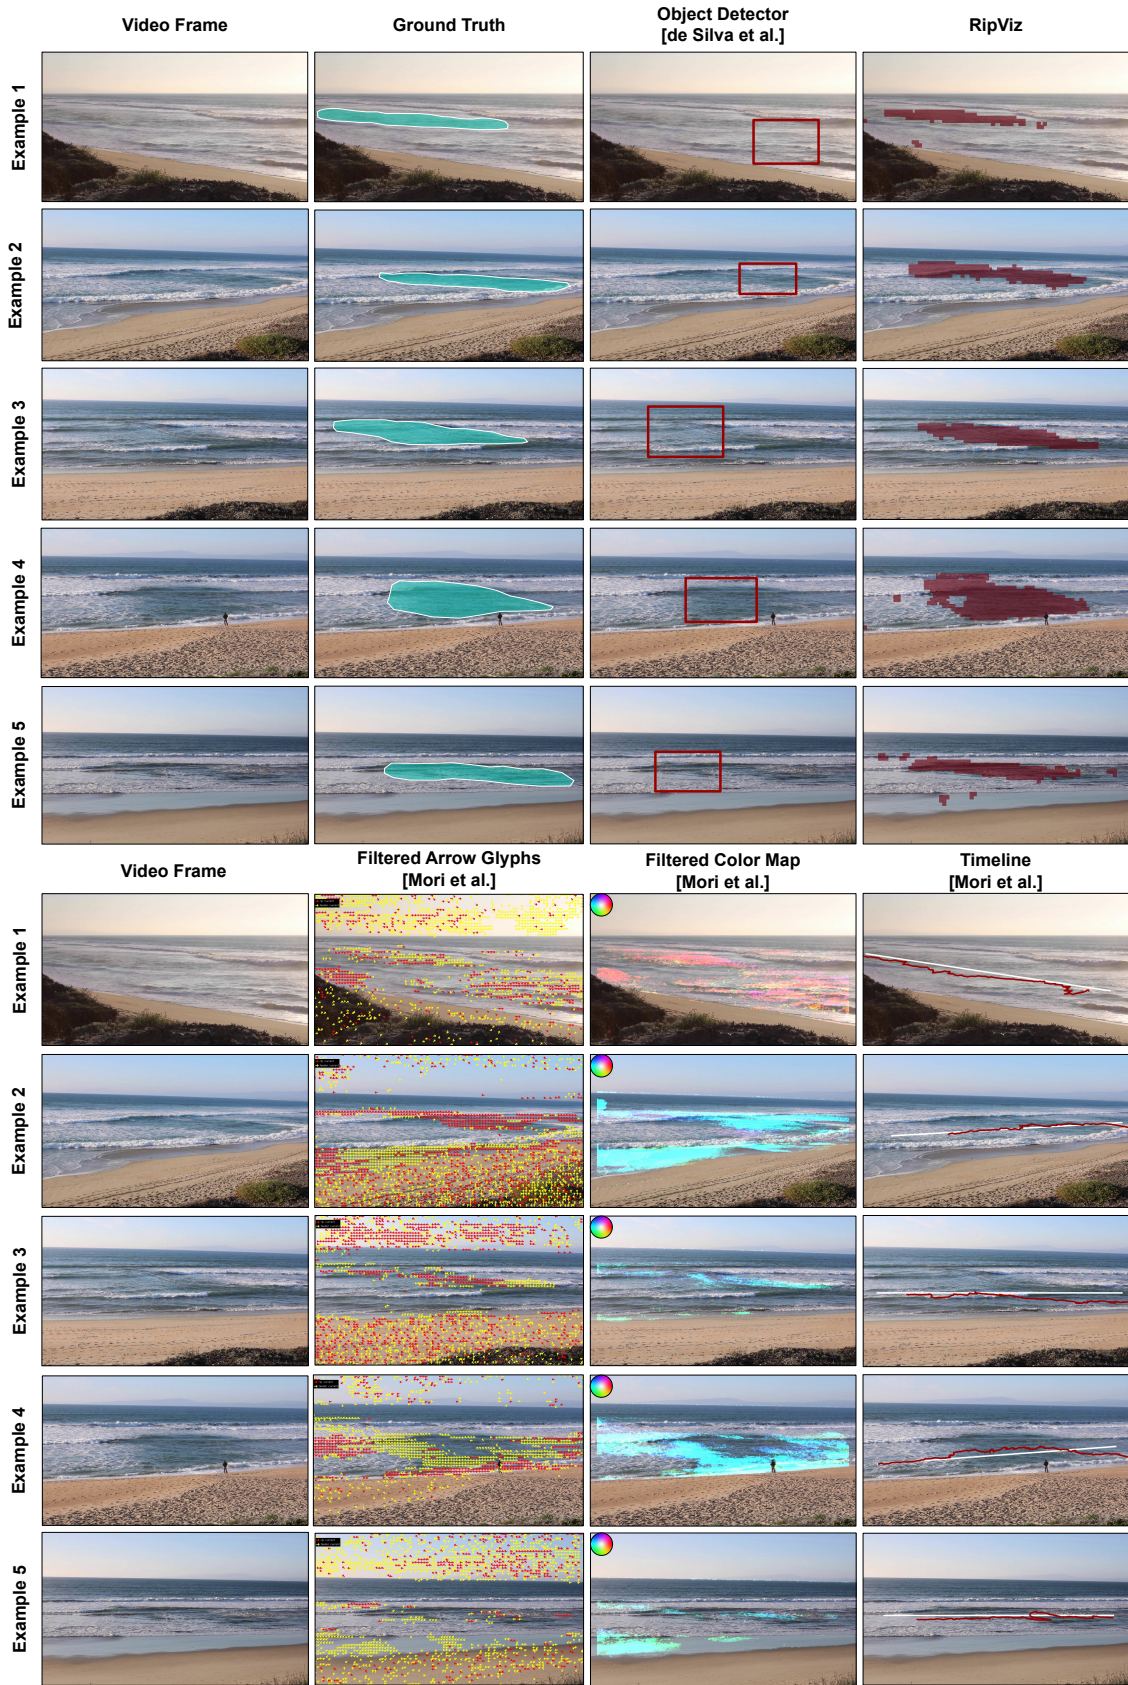 Video Frame
Ground Truth
Object Detector
[de Silva et al.]
RipViz
Example 1
Example 2
Example 3
Example 4
Example 5
Video Frame
Filtered Arrow Glyphs
[Mori et al.]
Filtered Color Map
[Mori et al.]
Timeline
[Mori et al.]
Example 1
Example 2
Example 3
Example 4
Example 5